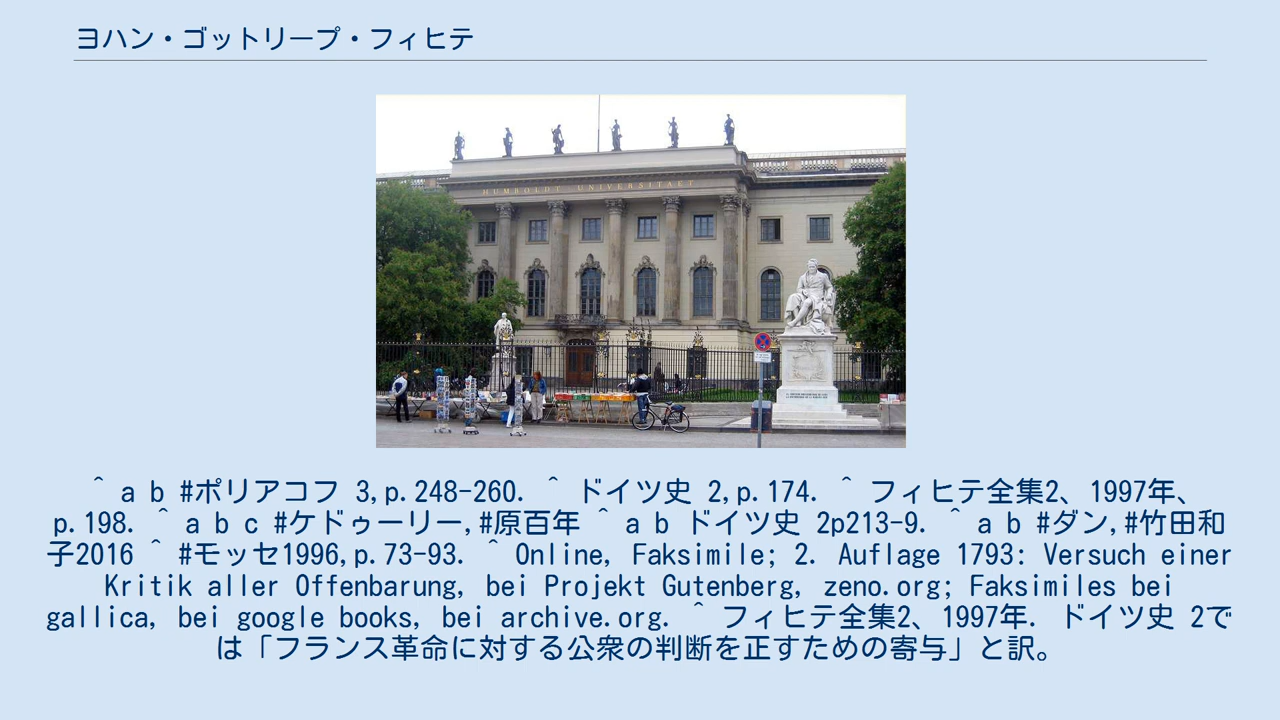 ヨハン・ゴットリープ・フィヒテ
HUMBOLDT UNIVERSITAET
^ a b #ポリアコフ 3,p.248-260. ^ ドイツ史 2,p.174. ^ フィヒテ全集2、1997年、
p.198. ^ a b c #ケドゥーリー,#原百年 ^ a b ドイツ史 2p213-9. ^ a b #ダン,#竹田和
子2016 ^ #モッセ1996,p.73-93. ^ Online, Faksimile; 2. Auflage 1793: Versuch einer
Kritik aller Offenbarung, bei Projekt Gutenberg, zeno.org; Faksimiles bei
gallica, bei google books, bei archive.org. ^ フィヒテ全集2、1997年. ドイツ史 2で
は「フランス革命に対する公衆の判断を正すための寄与」と訳。